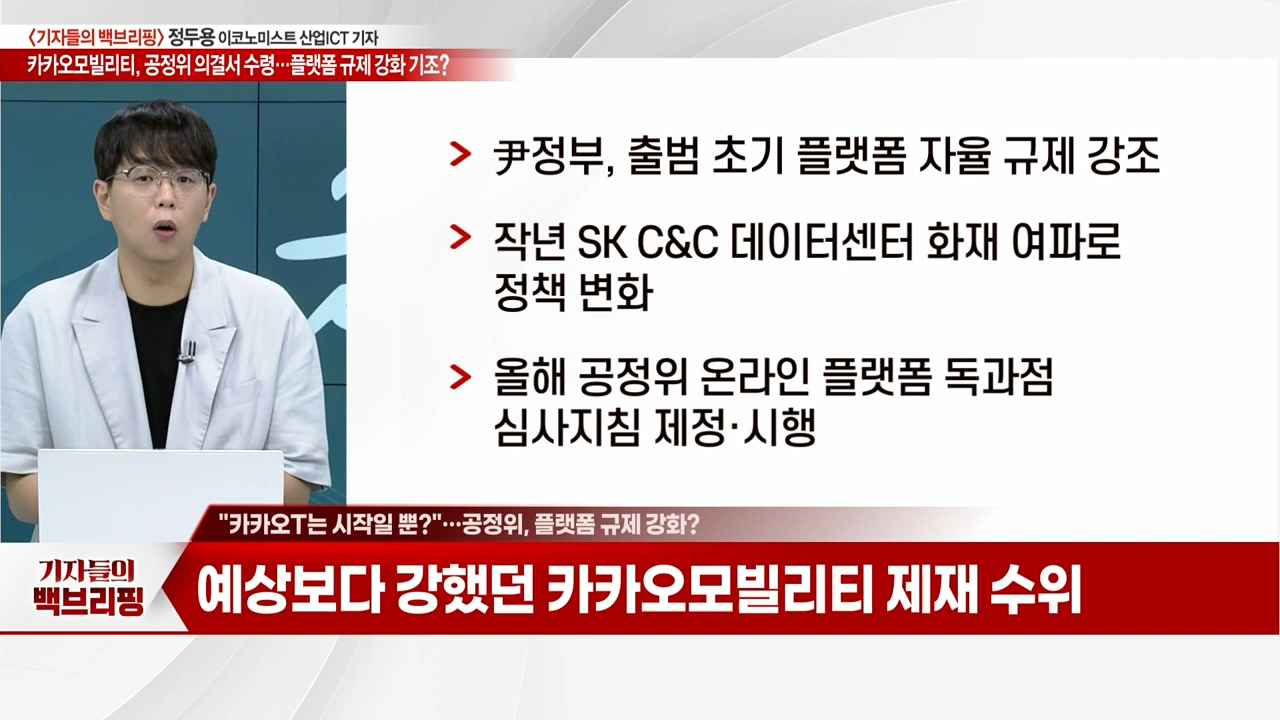 <기자들의 백브리핑> 정두용 이코노미스트 산업ICT 기자
카카오모빌리티, 공정위 의결서 수령…플랫폼 규제 강화 기조?
> 尹정부, 출범 초기 플랫폼 자율 규제 강조
> 작년 SK C&C 데이터센터 화재 여파로
정책 변화
> 올해 공정위 온라인 플랫폼 독과점
심사지침 제정·시행
"카카오T는 시작일 뿐?"…공정위, 플랫폼 규제 강화?
기자들의
백브리핑
예상보다 강했던 카카오모빌리티 제재 수위